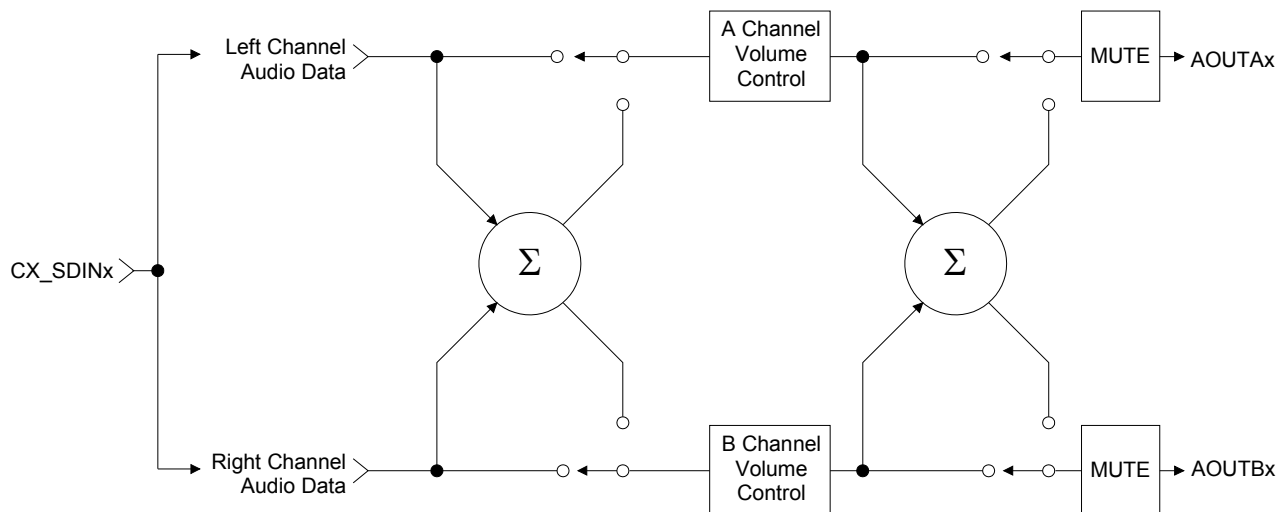 Left Channel
Audio Data
A Channel
Volume
Control
MUTE
AOUTAx
Σ
Σ
CX_SDINx
Right Channel
Audio Data
B Channel
Volume
Control
MUTE
AOUTBx